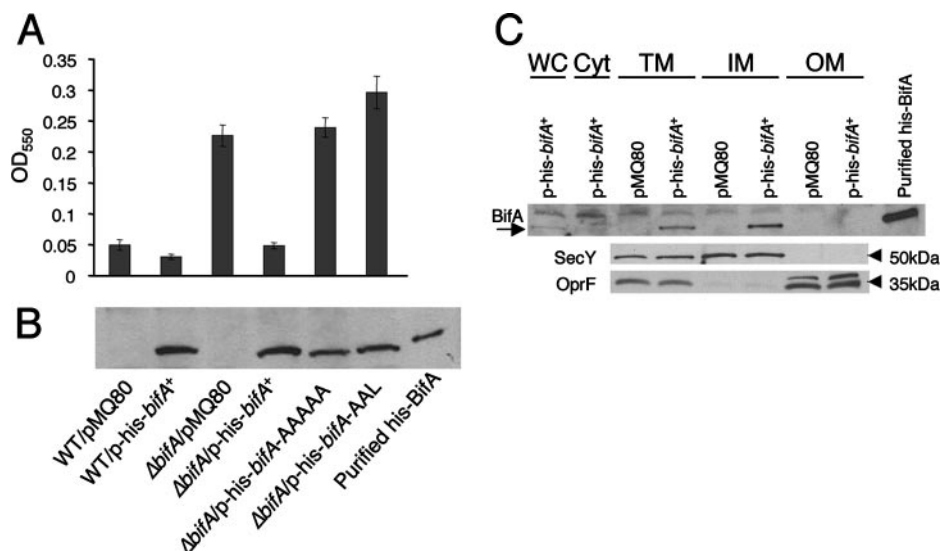 A
0.35
0.3
0.25
0.2
0.15
0.1
0.05
0
OD550
B
WT/pMQ80
WT/p-his-bifA+
ΔbifA/pMQ80
ΔbifA/p-his-bifA+
ΔbifA/p-his-bifA-AAAAA
ΔbifA/p-his-bifA-AAL
Purified his-BifA
C
WC Cyt TM IM OM
p-his-bifA+
p-his-bifA+
pMQ80
p-his-bifA+
pMQ80
p-his-bifA+
pMQ80
p-his-bifA+
Purified his-BifA
BifA
SecY 50kDa
OprF 35kDa